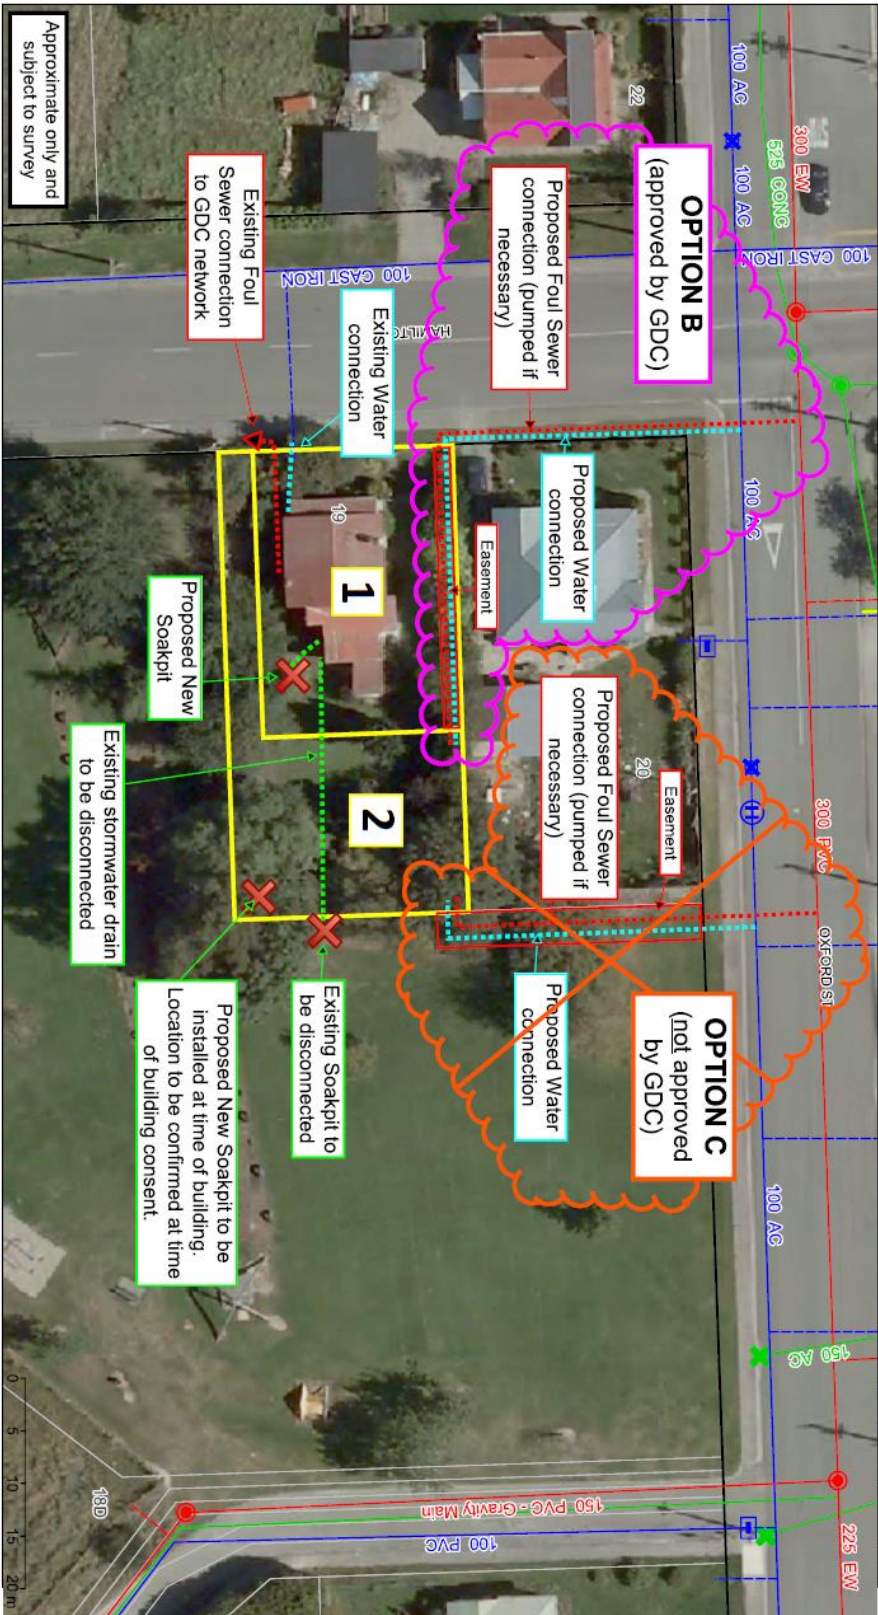 Approximate only and
subject to survey
22
100 AC
100 AC
525 CONC
300 EW
100 CAST IRON
100 CAST IRON
OPTION B
(approved by GDC)
Proposed Foul Sewer
connection (pumped if
necessary)
Existing Foul
Sewer connection
to GDC network
Existing Water
connection
Proposed Water
connection
100 AC
Easement
19
1
Proposed New
Soakpit
Existing stormwater drain
to be disconnected
2
20
Proposed Foul Sewer
connection (pumped if
necessary)
Easement
300 PVC
H
OXFORD ST
OPTION C
(not approved
by GDC)
Proposed Water
connection
Existing Soakpit to
be disconnected
Proposed New Soakpit to be
installed at time of building.
Location to be confirmed at time
of building consent.
100 AC
150 AC
225 EW
150 PVC - Gravity Main
100 PVC
18D
0 5 10 15 20 m